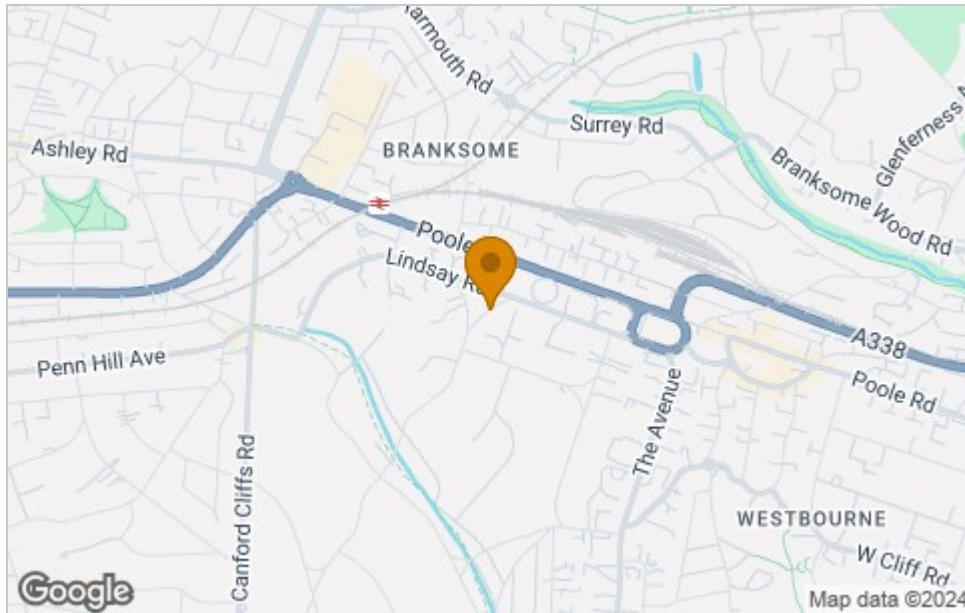 Yarmouth Rd
Surrey Rd
Glenferness A
Ashley Rd
BRANKSOME
Branksome Wood Rd
Poole
Lindsay Rd
A338
Penn Hill Ave
Poole Rd
The Avenue
Canford Cliffs Rd
WESTBOURNE
W Cliff Rd
Google
Map data ©2024